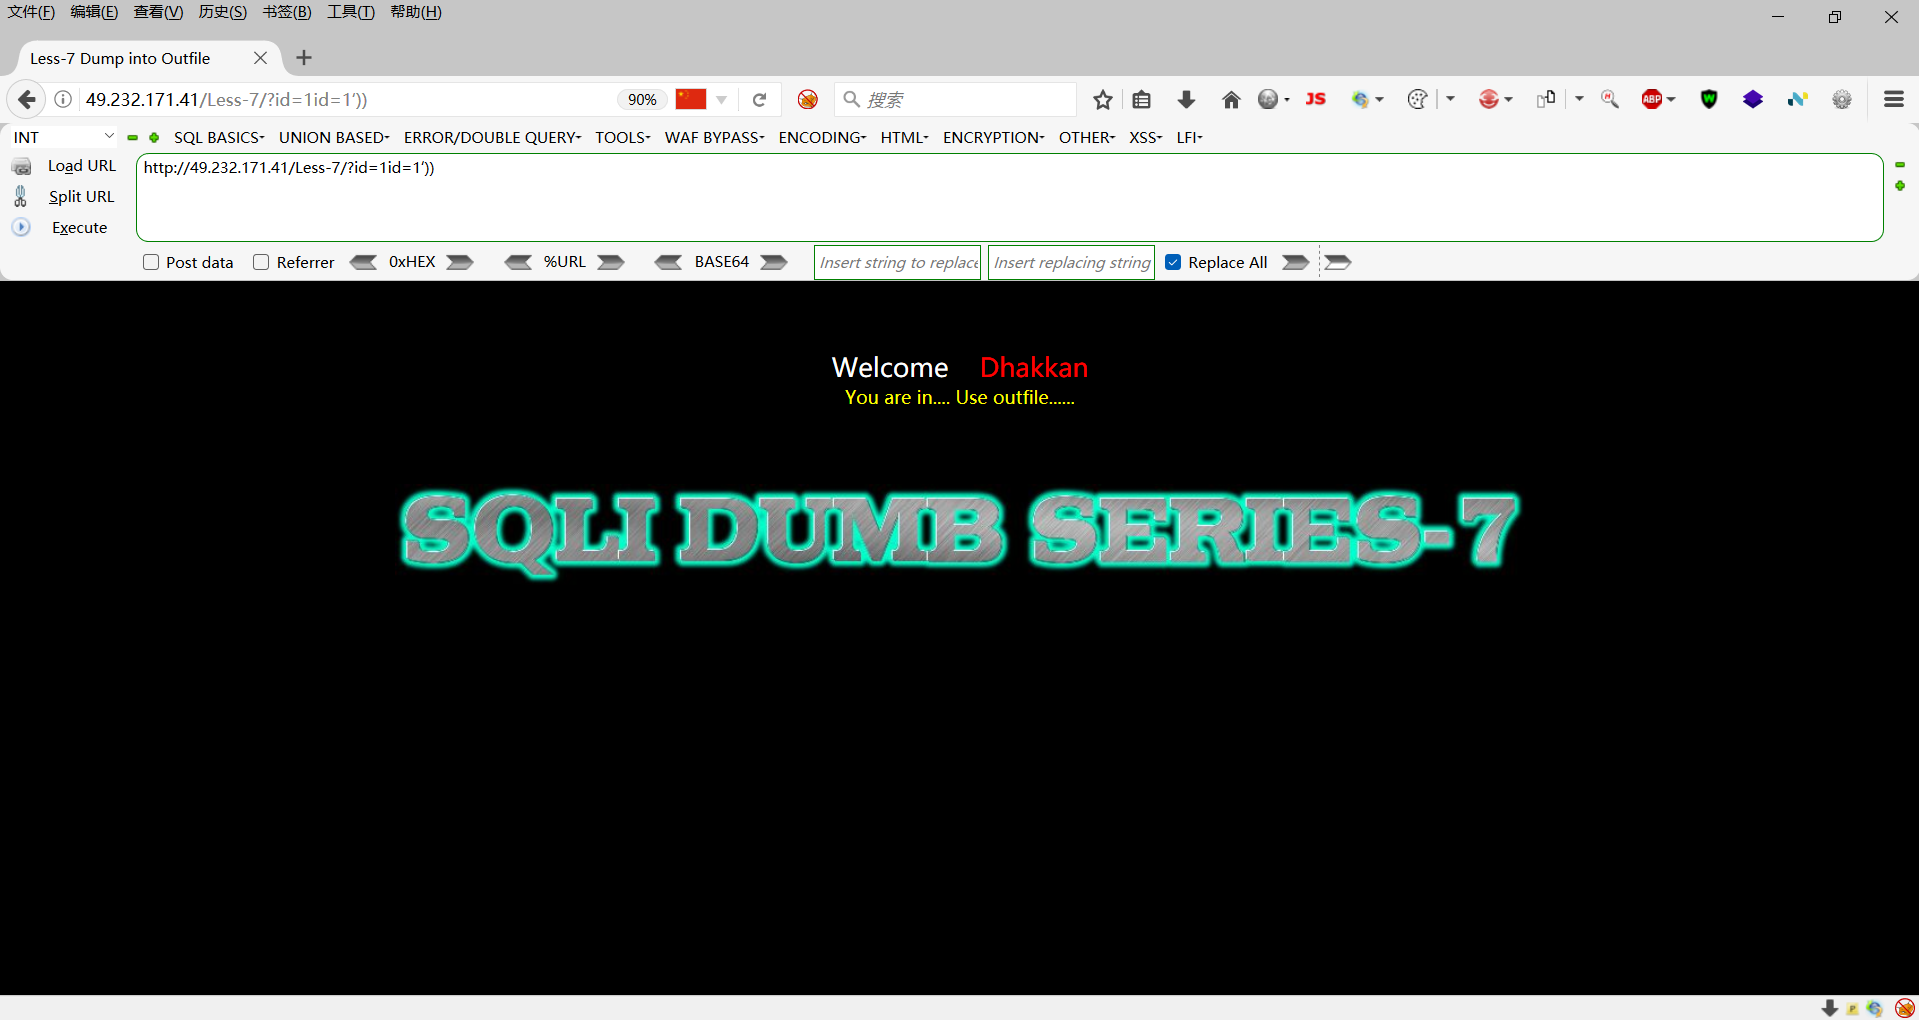 文件(F) 编辑(E) 查看(V) 历史(S) 书签(B) 工具(T) 帮助(H)
Less-7 Dump into Outfile
49.232.171.41/Less-7/?id=1id=1'))
90%
搜索
JS
ABP
INT
SQL BASICS
UNION BASED
ERROR/DOUBLE QUERY
TOOLS
WAF BYPASS
ENCODING
HTML
ENCRYPTION
OTHER
XSS
LFI
Load URL
http://49.232.171.41/Less-7/?id=1id=1'))
Split URL
Execute
Post data
Referrer
0xHEX
%URL
BASE64
Insert string to replace
Insert replacing string
Replace All
Welcome Dhakkan
You are in.... Use outfile......
SQLI DUMB SERIES-7